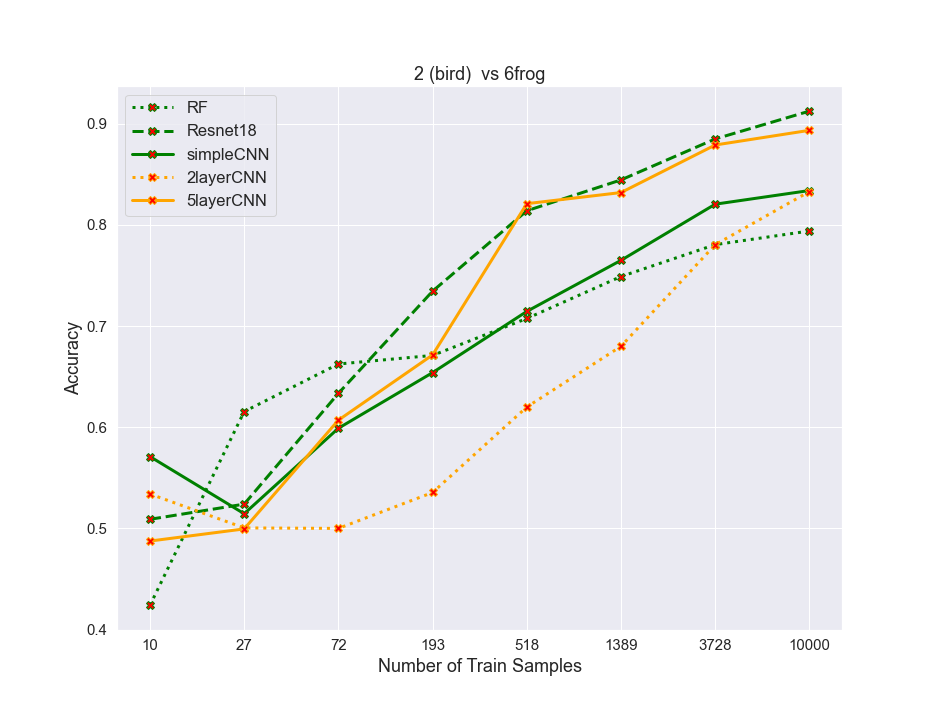 2 (bird)  vs 6frog
RF
Resnet18
simpleCNN
2layerCNN
5layerCNN
Accuracy
0.9
0.8
0.7
0.6
0.5
0.4
10 27 72 193 518 1389 3728 10000
Number of Train Samples